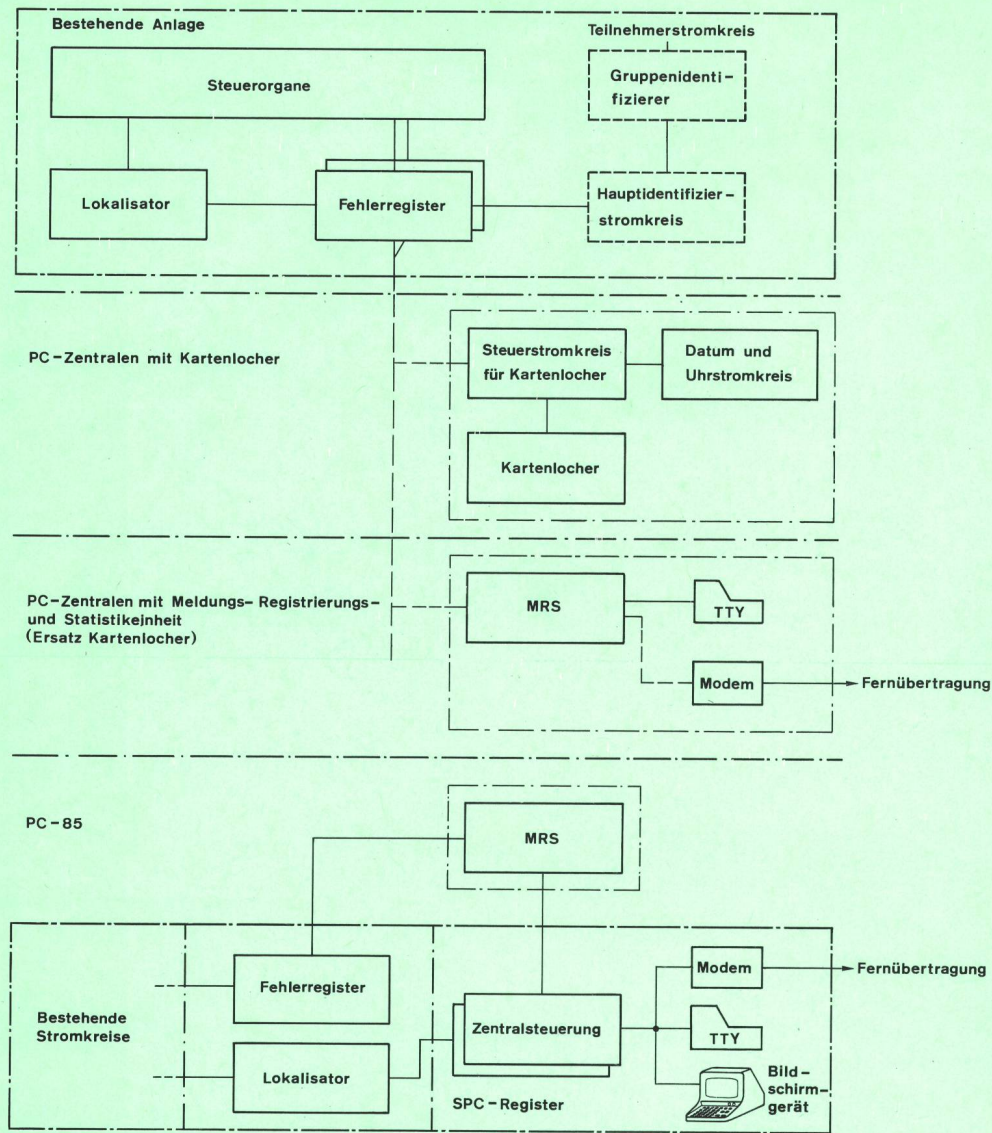 Bestehende Anlage
Teilnehmerstromkreis
Steuerorgane
Gruppenidenti-
fizierer
Lokalisator
Fehlerregister
Hauptidentifizier-
stromkreis
PC-Zentralen mit Kartenlocher
Steuerstromkreis
für Kartenlocher
Datum und
Uhrstromkreis
Kartenlocher
PC-Zentralen mit Meldungs-Registrierungs-
und Statistikeinheit
(Ersatz Kartenlocher)
MRS
TTY
Modem
Fernübertragung
PC-85
MRS
Bestehende
Stromkreise
Fehlerregister
Lokalisator
Zentralsteuerung
SPC-Register
Modem
Fernübertragung
TTY
Bild-
schirm-
gerät